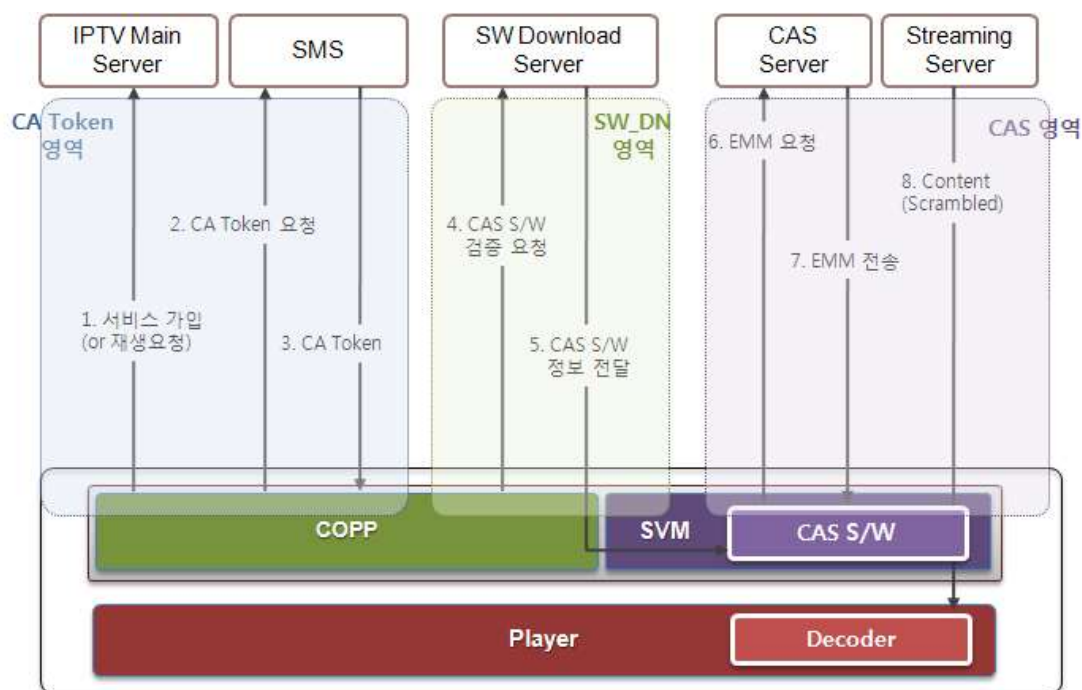 IPTV Main
Server
SMS
SW Download
Server
CAS
Server
Streaming
Server
CA Token
영역
SW_DN
영역
CAS 영역
1. 서비스 가입
(or 재생요청)
2. CA Token 요청
3. CA Token
4. CAS S/W
검증 요청
5. CAS S/W
정보 전달
6. EMM 요청
7. EMM 전송
8. Content
(Scrambled)
COPP
SVM
CAS S/W
Player
Decoder